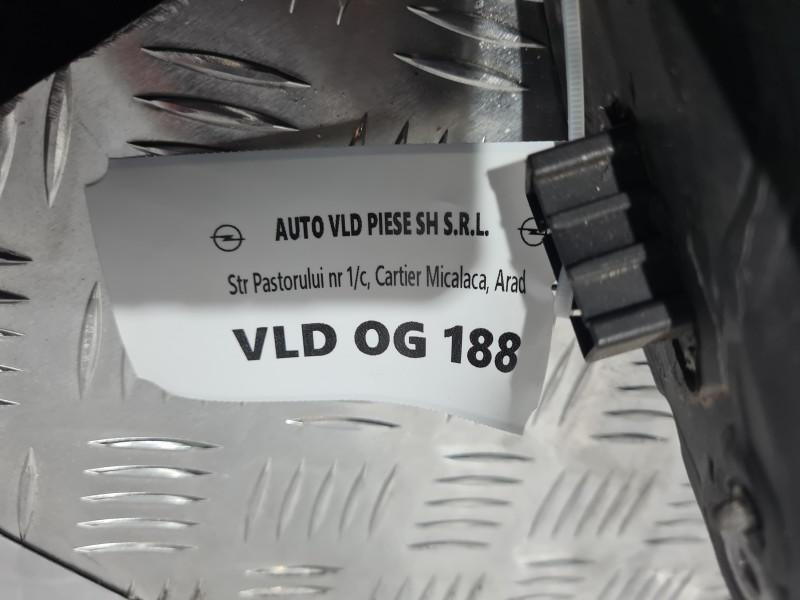 AUTO VLD PIESE SH S.R.L.
Str Pastorului nr 1/c, Cartier Micalaca, Arad
VLD OG 188